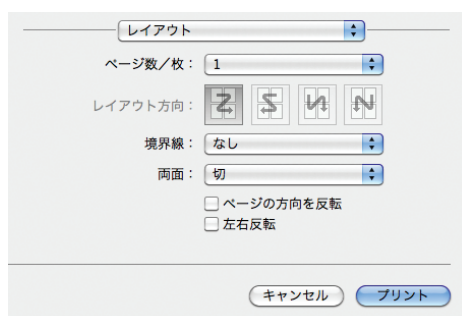 レイアウト
ページ数／枚： 1
レイアウト方向：
境界線： なし
両面： 切
ページの方向を反転
左右反転
キャンセル プリント